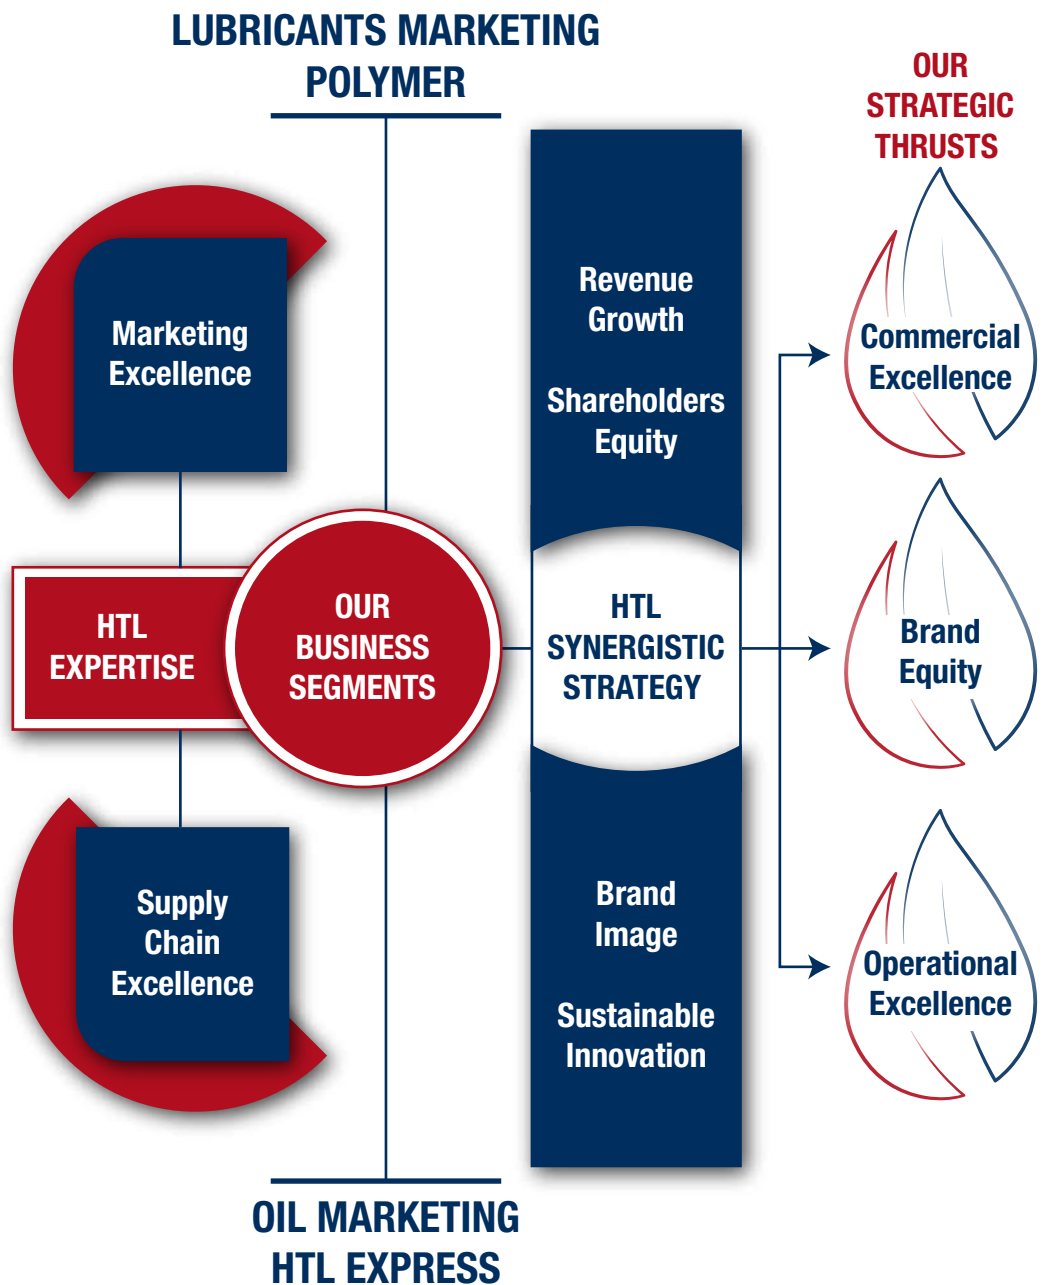 LUBRICANTS MARKETING
POLYMER
Marketing
Excellence
HTL
EXPERTISE
Supply
Chain
Excellence
OUR
BUSINESS
SEGMENTS
OIL MARKETING
HTL EXPRESS
Revenue
Growth
Shareholders
Equity
HTL
SYNERGISTIC
STRATEGY
Brand
Image
Sustainable
Innovation
OUR
STRATEGIC
THRUSTS
Commercial
Excellence
Brand
Equity
Operational
Excellence